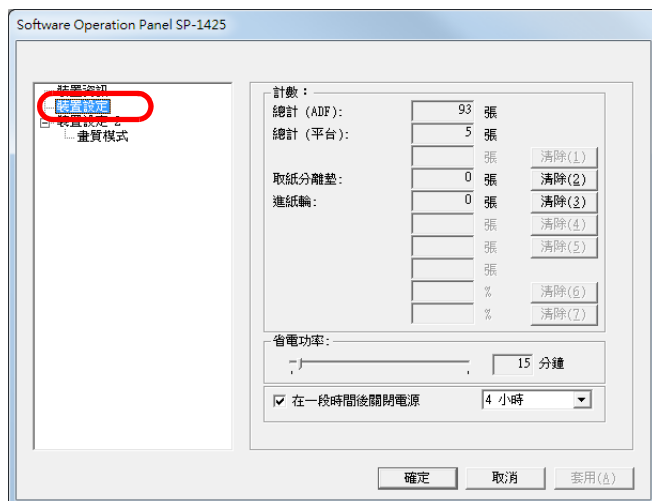 Software Operation Panel SP-1425
裝置資訊
裝置設定
裝置設定 2
畫質模式
計數：
總計 (ADF): 93 張
總計 (平台): 5 張
張 清除(1)
取紙分離墊: 0 張 清除(2)
進紙輪: 0 張 清除(3)
張 清除(4)
張 清除(5)
張
% 清除(6)
% 清除(7)
省電功率:
15 分鐘
在一段時間後關閉電源 4 小時
確定 取消 套用(A)